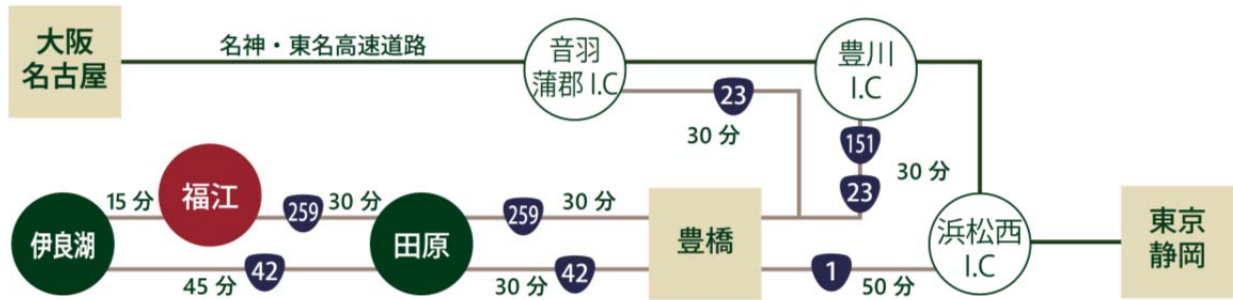 大阪
名古屋
名神・東名高速道路
音羽
蒲郡 I.C
豊川
I.C
23
30 分
151
30 分
23
15 分
福江
259
30 分
259
30 分
伊良湖
田原
豊橋
浜松西
I.C
東京
静岡
42
45 分
42
30 分
1
50 分